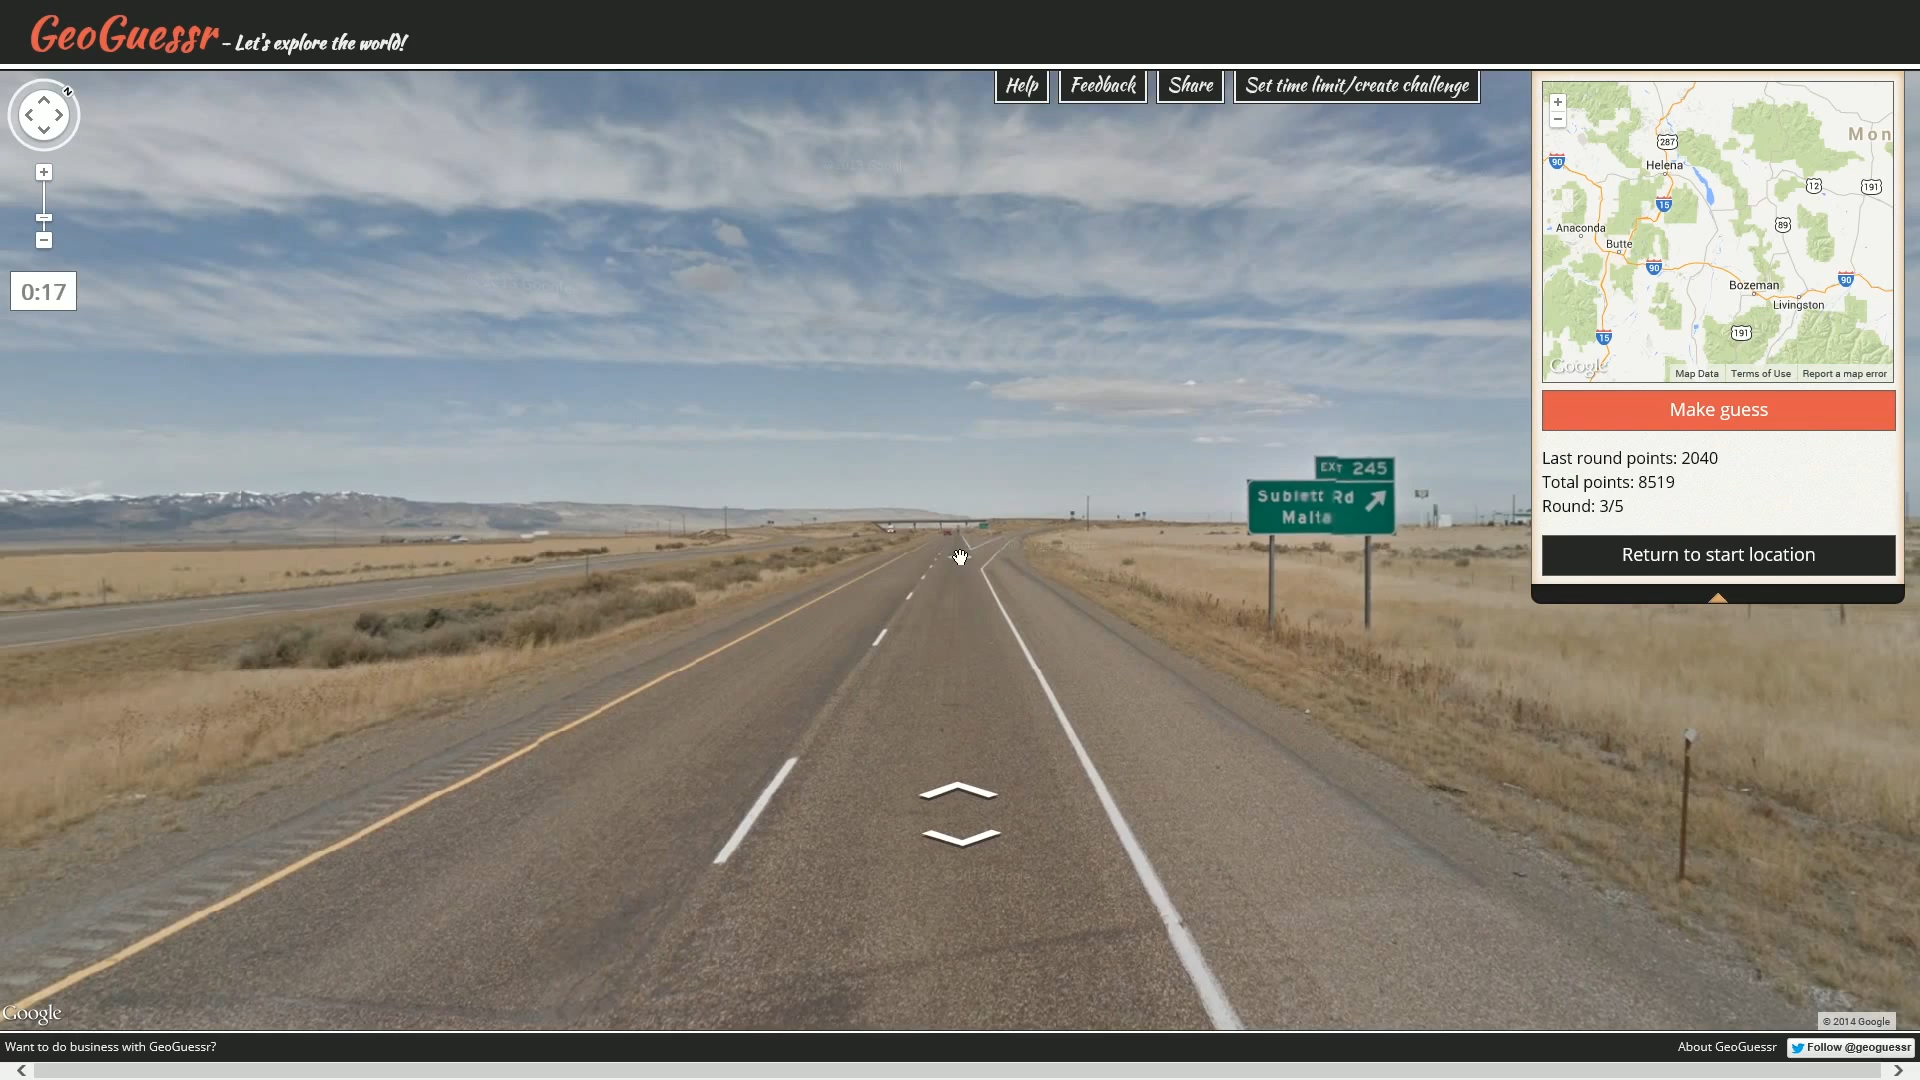 GeoGuessr - Let's explore the world!
Help
Feedback
Share
Set time limit/create challenge
N
0:17
EXIT 245
Sublett Rd
Malta
Mon
287
90
Helena
12
191
15
89
Anaconda
Butte
90
90
Bozeman
Livingston
191
15
Google
Map Data
Terms of Use
Report a map error
Make guess
Last round points: 2040
Total points: 8519
Round: 3/5
Return to start location
Google
© 2014 Google
Want to do business with GeoGuessr?
About GeoGuessr
Follow @geoguessr